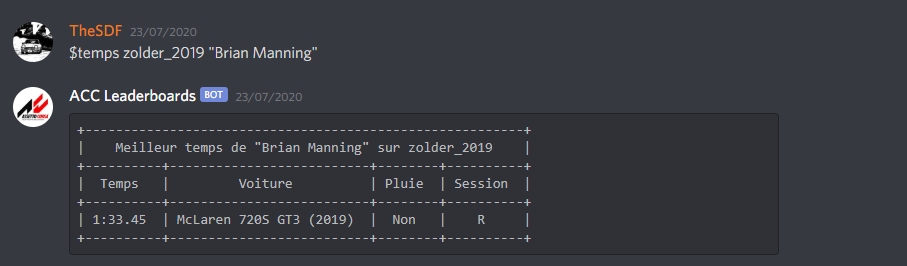 TheSDF 23/07/2020
$temps zolder_2019 "Brian Manning"
ACC Leaderboards BOT 23/07/2020
+---------------------------------------------------------+
|    Meilleur temps de "Brian Manning" sur zolder_2019    |
+----------+--------------------------+--------+----------+
|  Temps   |         Voiture          | Pluie  | Session  |
+----------+--------------------------+--------+----------+
| 1:33.45  | McLaren 720S GT3 (2019)  |  Non   |    R     |
+----------+--------------------------+--------+----------+